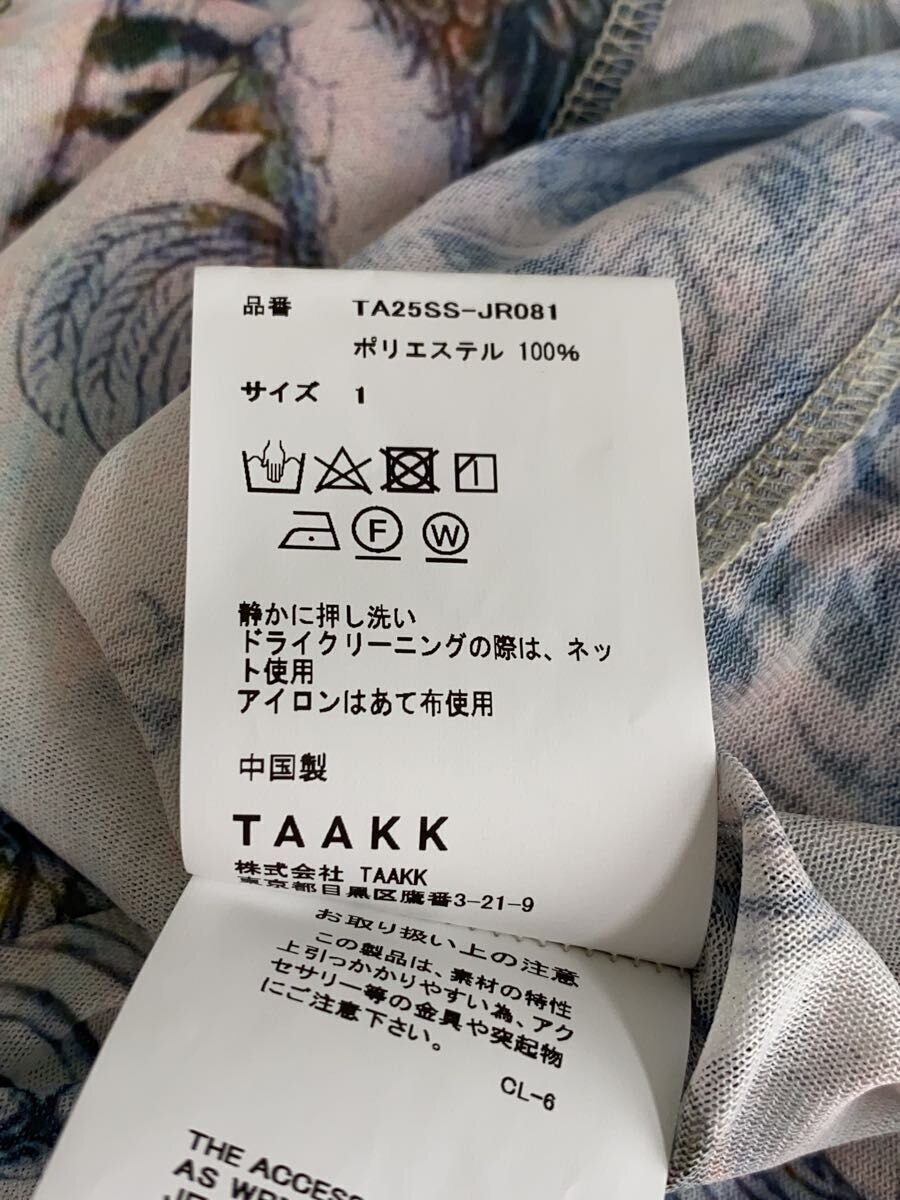 品番 TA25SS-JR081
ポリエステル 100%
サイズ 1
F W
静かに押し洗い
ドライクリーニングの際は、ネッ
ト使用
アイロンはあて布使用
中国製
TAAKK
株式会社 TAAKK
東京都目黒区鷹番3-21-9
お取り扱い上の注意
この製品は、素材の特性
上引っかかりやすい為、アク
セサリー等の金具や突起物
にご注意下さい。
CL-6
THE ACCESS